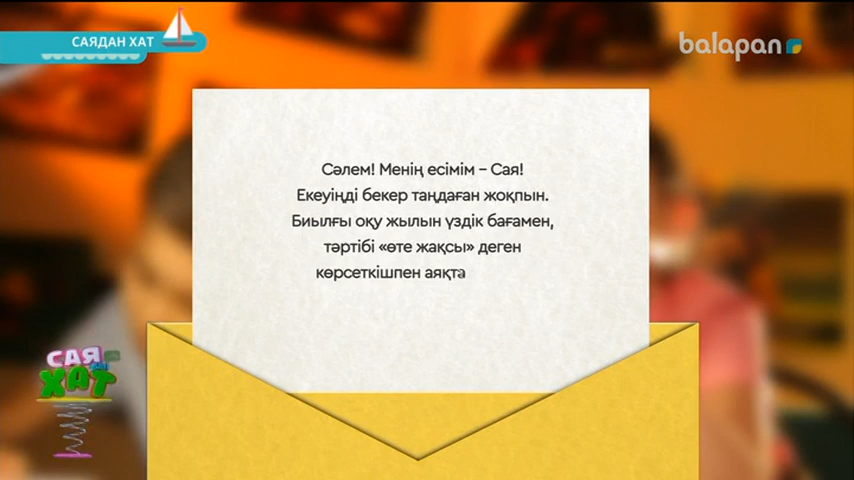 САЯДАН ХАТ
balapan
Сәлем! Менің есімім – Сая!
Екеуіңді бекер таңдаған жоқпын.
Биылғы оқу жылын үздік бағамен,
тәртібі «өте жақсы» деген
көрсеткішпен аяқта
САЯ
ХАТ